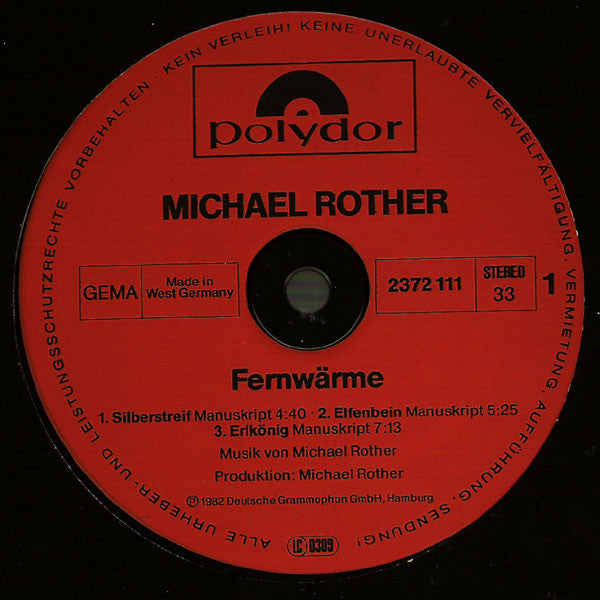 ALLE URHEBER- UND LEISTUNGSSCHUTZRECHTE VORBEHALTEN · KEIN VERLEIH! KEINE UNERLAUBTE VERVIELFÄLTIGUNG, VERMIETUNG, AUFFÜHRUNG, SENDUNG!
polydor
MICHAEL ROTHER
GEMA
Made in
West Germany
2372 111
STEREO
33
1
Fernwärme
1. Silberstreif Manuskript 4:40 · 2. Elfenbein Manuskript 5:25
3. Erlkönig Manuskript 7:13
Musik von Michael Rother
Produktion: Michael Rother
℗ 1982 Deutsche Grammophon GmbH, Hamburg
LC 0309